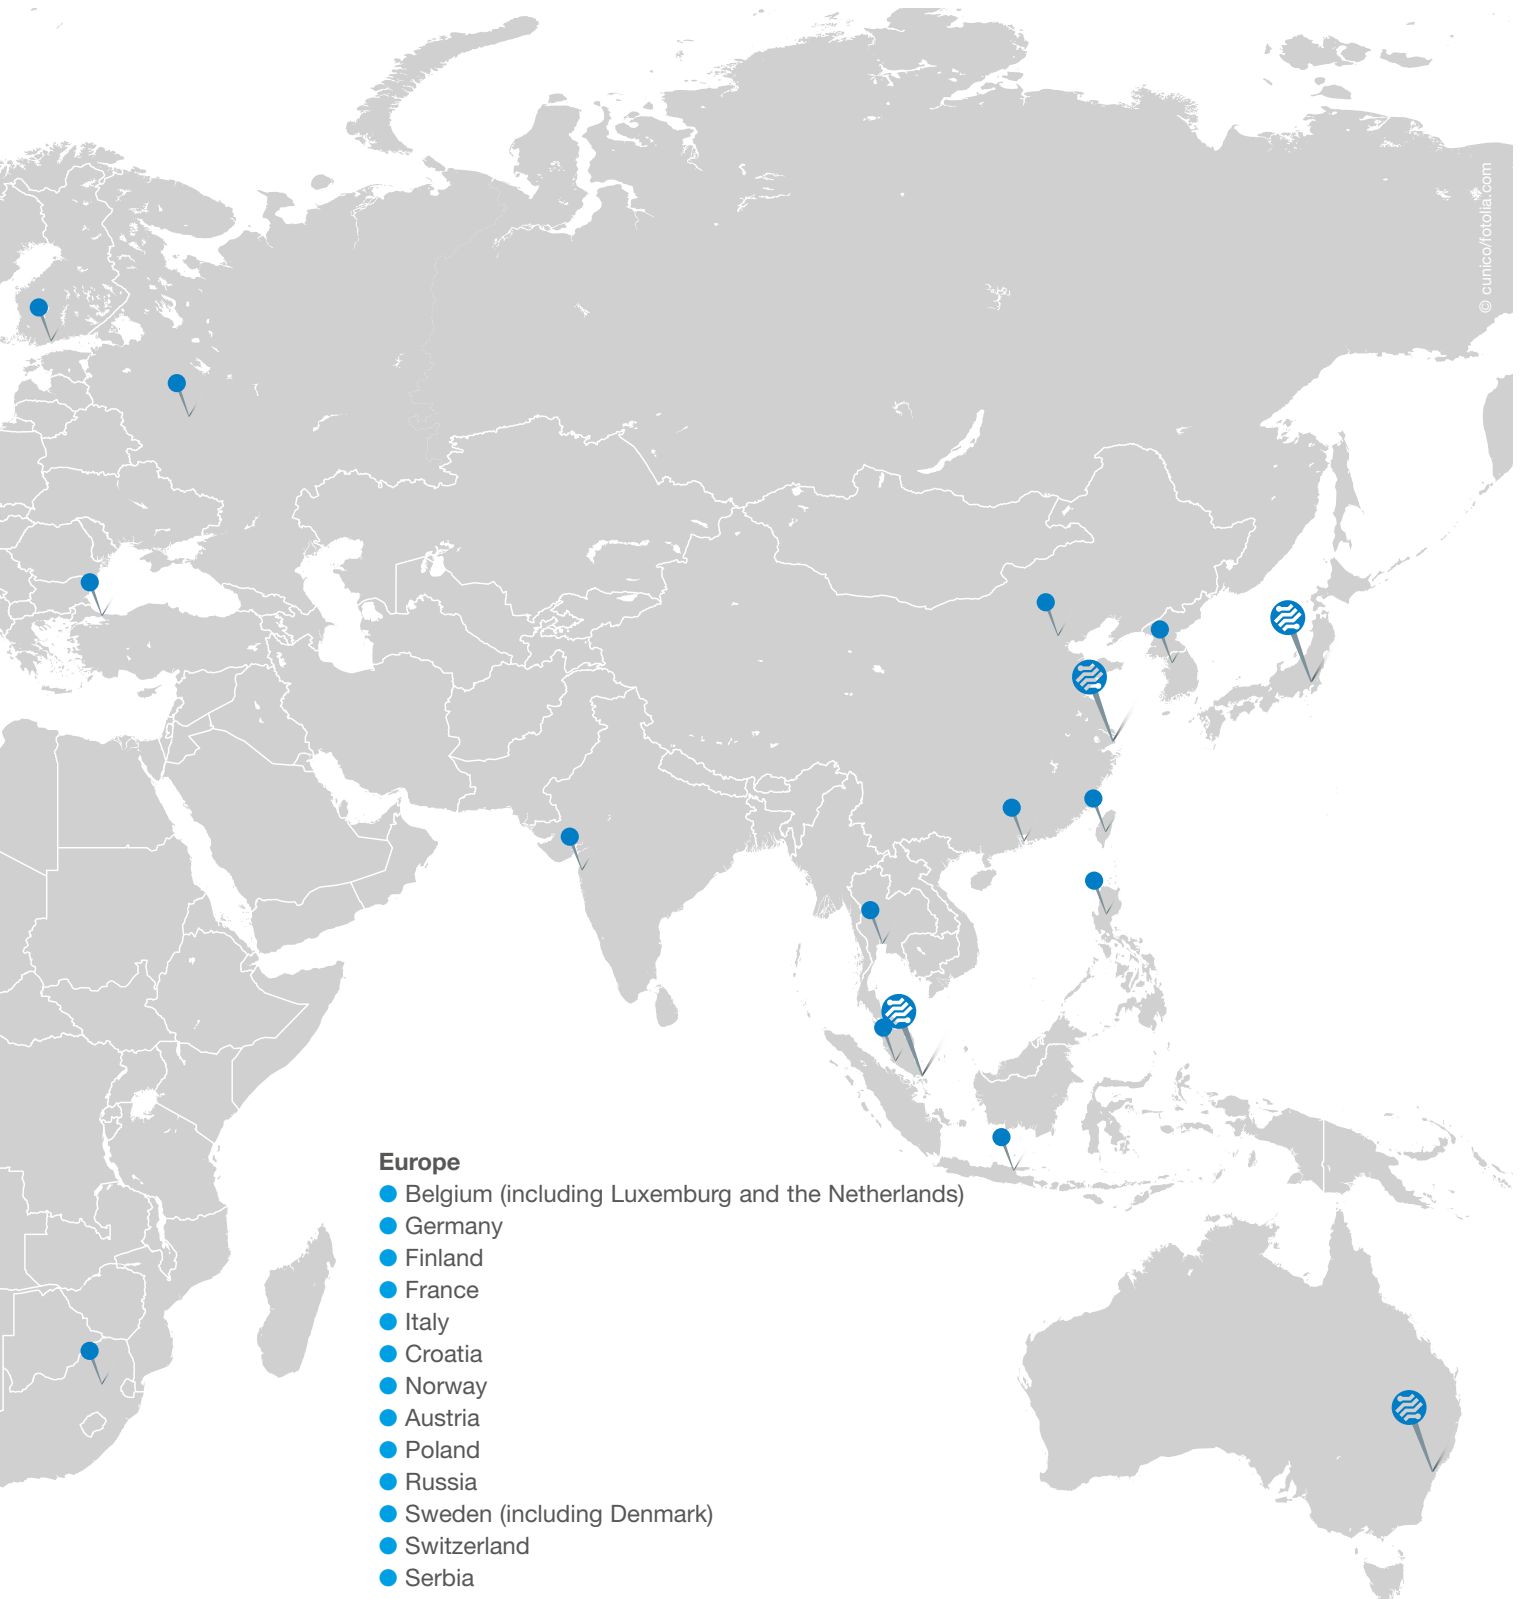 © cunico/fotolia.com
Europe
Belgium (including Luxemburg and the Netherlands)
Germany
Finland
France
Italy
Croatia
Norway
Austria
Poland
Russia
Sweden (including Denmark)
Switzerland
Serbia